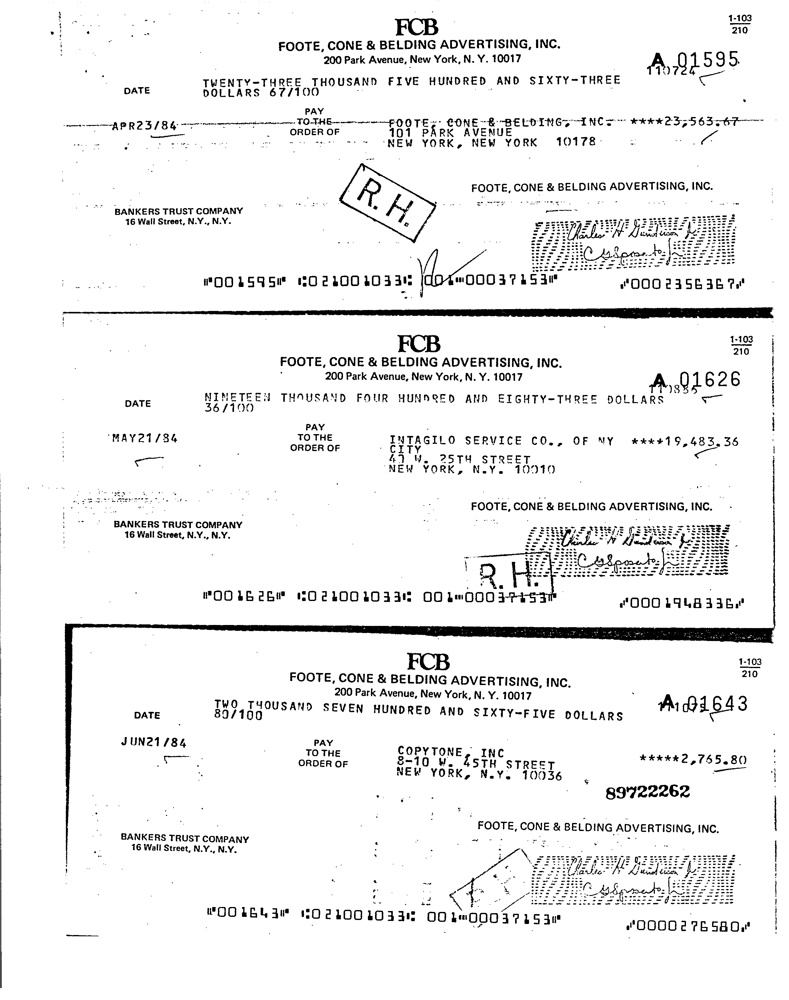 FCB
1-103
210
FOOTE, CONE & BELDING ADVERTISING, INC.
200 Park Avenue, New York, N. Y. 10017
A 01595
110724
TWENTY-THREE THOUSAND FIVE HUNDRED AND SIXTY-THREE
DOLLARS 67/100
DATE
PAY
TO THE
ORDER OF
APR23/84
FOOTE, CONE & BELDING, INC. ****23,563.67
101 PARK AVENUE
NEW YORK, NEW YORK 10178
R.H.
FOOTE, CONE & BELDING ADVERTISING, INC.
BANKERS TRUST COMPANY
16 Wall Street, N.Y., N.Y.
⑈001595⑈ ⑆021001033⑆ 001⑉00037153⑈ ⑇0002356367⑇
FCB
1-103
210
FOOTE, CONE & BELDING ADVERTISING, INC.
200 Park Avenue, New York, N. Y. 10017
A 01626
NINETEEN THOUSAND FOUR HUNDRED AND EIGHTY-THREE DOLLARS
36/100
DATE
PAY
TO THE
ORDER OF
MAY21/84
INTAGILO SERVICE CO., OF NY ****19,483.36
CITY
W. 25TH STREET
NEW YORK, N.Y. 10010
FOOTE, CONE & BELDING ADVERTISING, INC.
BANKERS TRUST COMPANY
16 Wall Street, N.Y., N.Y.
R.H.
⑈001626⑈ ⑆021001033⑆ 001⑉00037153⑈ ⑇0001948336⑇
FCB
1-103
210
FOOTE, CONE & BELDING ADVERTISING, INC.
200 Park Avenue, New York, N. Y. 10017
A 01643
TWO THOUSAND SEVEN HUNDRED AND SIXTY-FIVE DOLLARS
80/100
DATE
PAY
TO THE
ORDER OF
JUN21/84
COPYTONE, INC *****2,765.80
8-10 W. 45TH STREET
NEW YORK, N.Y. 10036
89722262
FOOTE, CONE & BELDING ADVERTISING, INC.
BANKERS TRUST COMPANY
16 Wall Street, N.Y., N.Y.
⑈001643⑈ ⑆021001033⑆ 001⑉00037153⑈ ⑇0000276580⑇